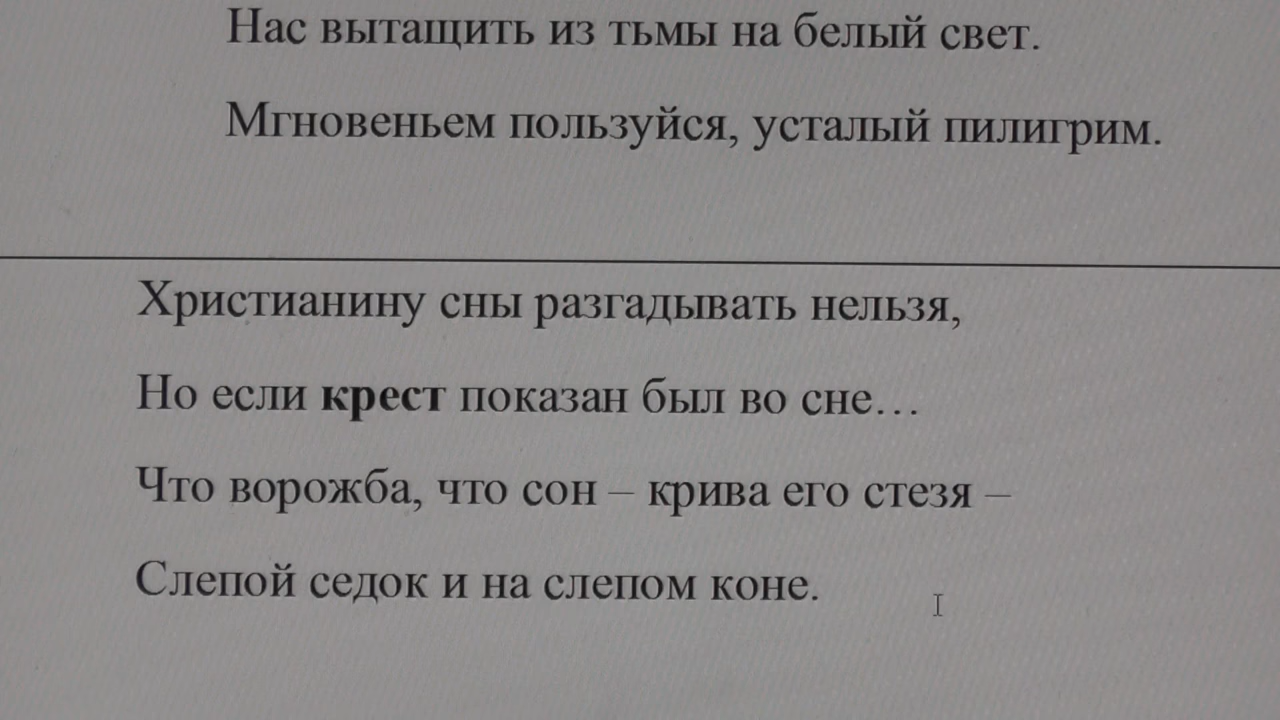 Нас вытащить из тьмы на белый свет.
Мгновеньем пользуйся, усталый пилигрим.
Христианину сны разгадывать нельзя,
Но если крест показан был во сне…
Что ворожба, что сон – крива его стезя –
Слепой седок и на слепом коне.